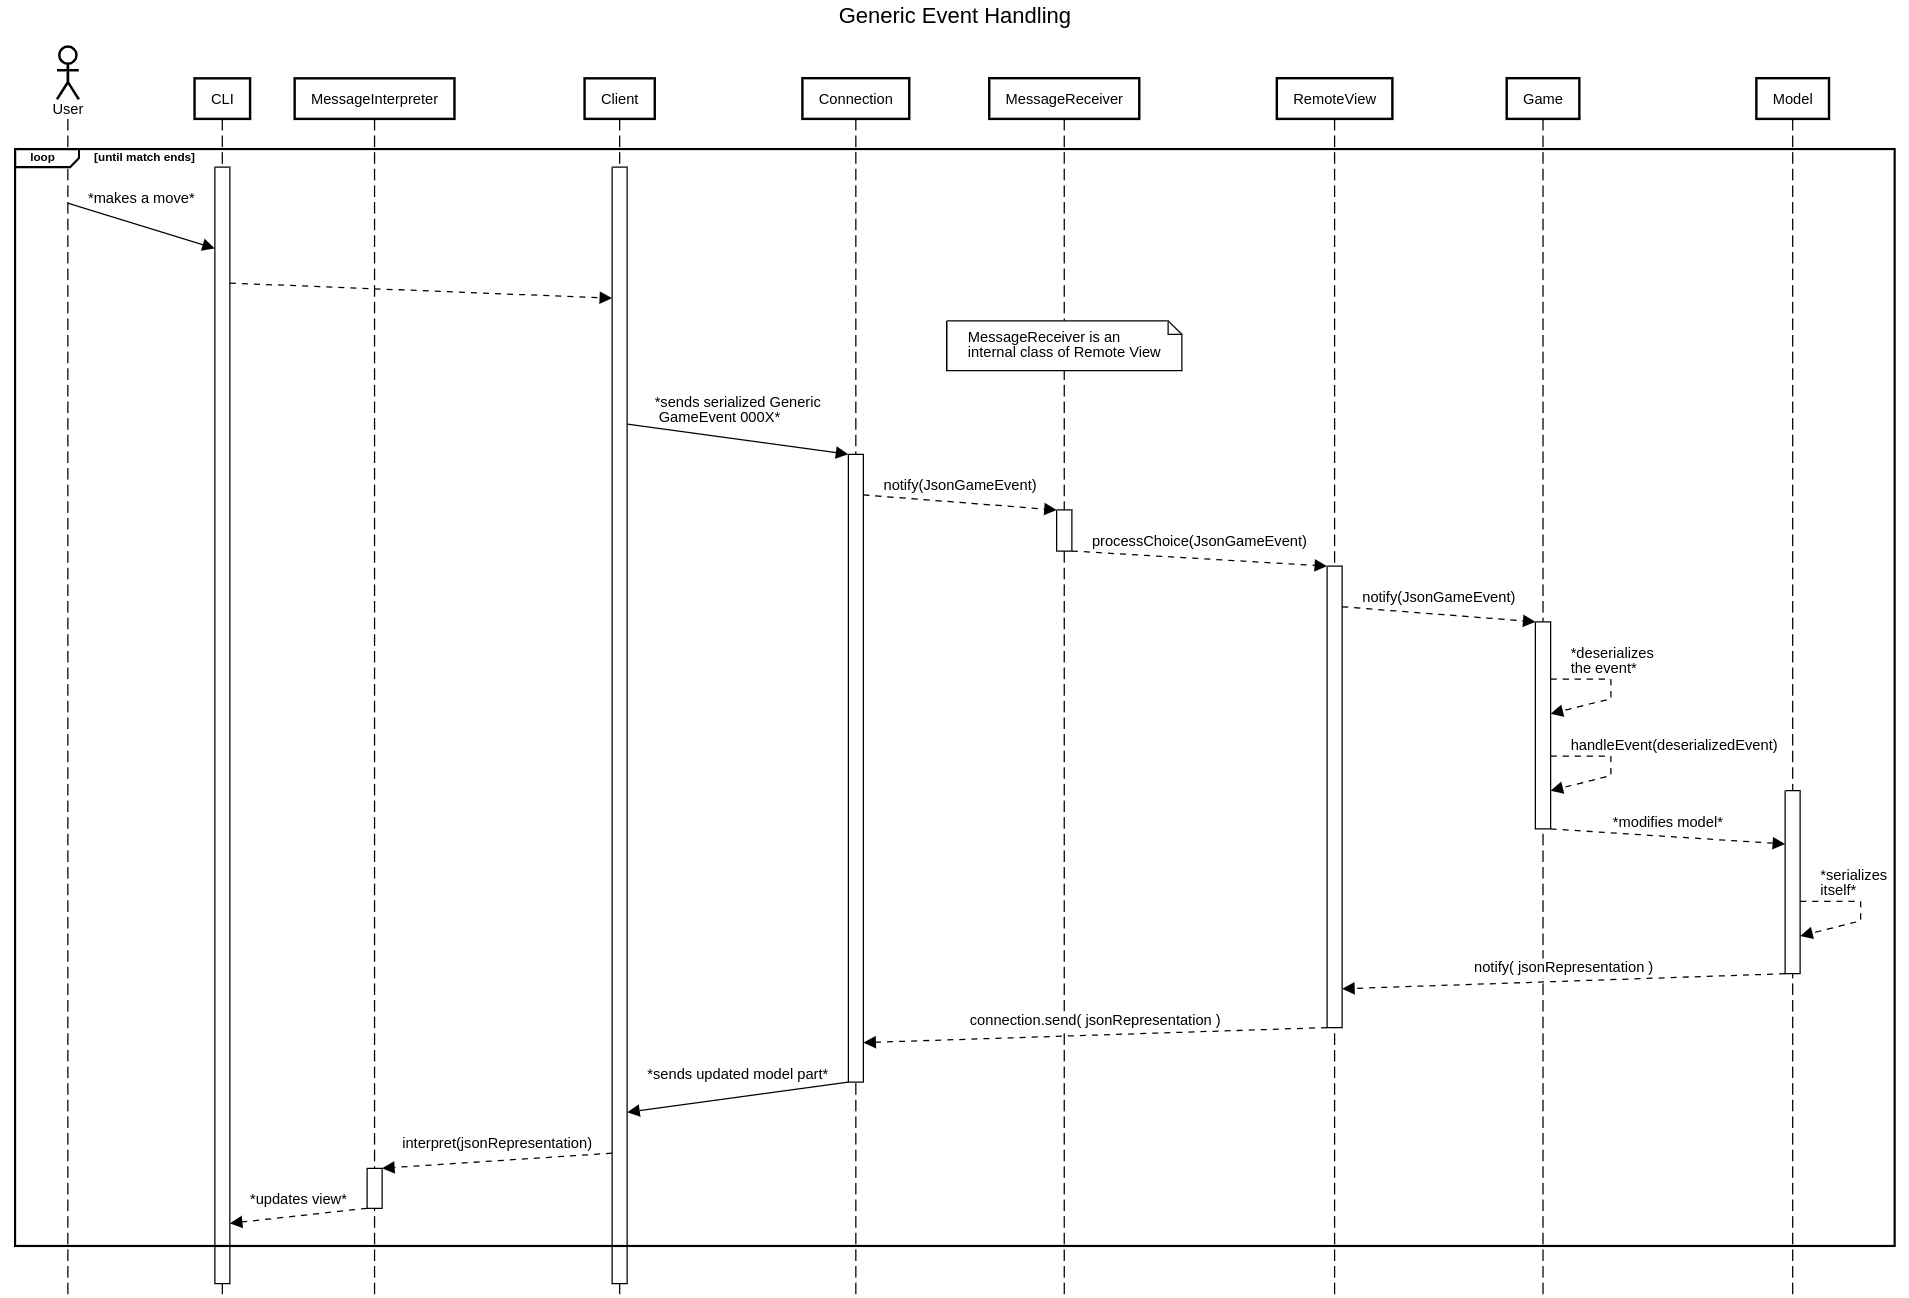 Generic Event Handling
User
CLI
MessageInterpreter
Client
Connection
MessageReceiver
RemoteView
Game
Model
loop
[until match ends]
*makes a move*
MessageReceiver is an
internal class of Remote View
*sends serialized Generic
GameEvent 000X*
notify(JsonGameEvent)
processChoice(JsonGameEvent)
notify(JsonGameEvent)
*deserializes
the event*
handleEvent(deserializedEvent)
*modifies model*
*serializes
itself*
notify( jsonRepresentation )
connection.send( jsonRepresentation )
*sends updated model part*
interpret(jsonRepresentation)
*updates view*